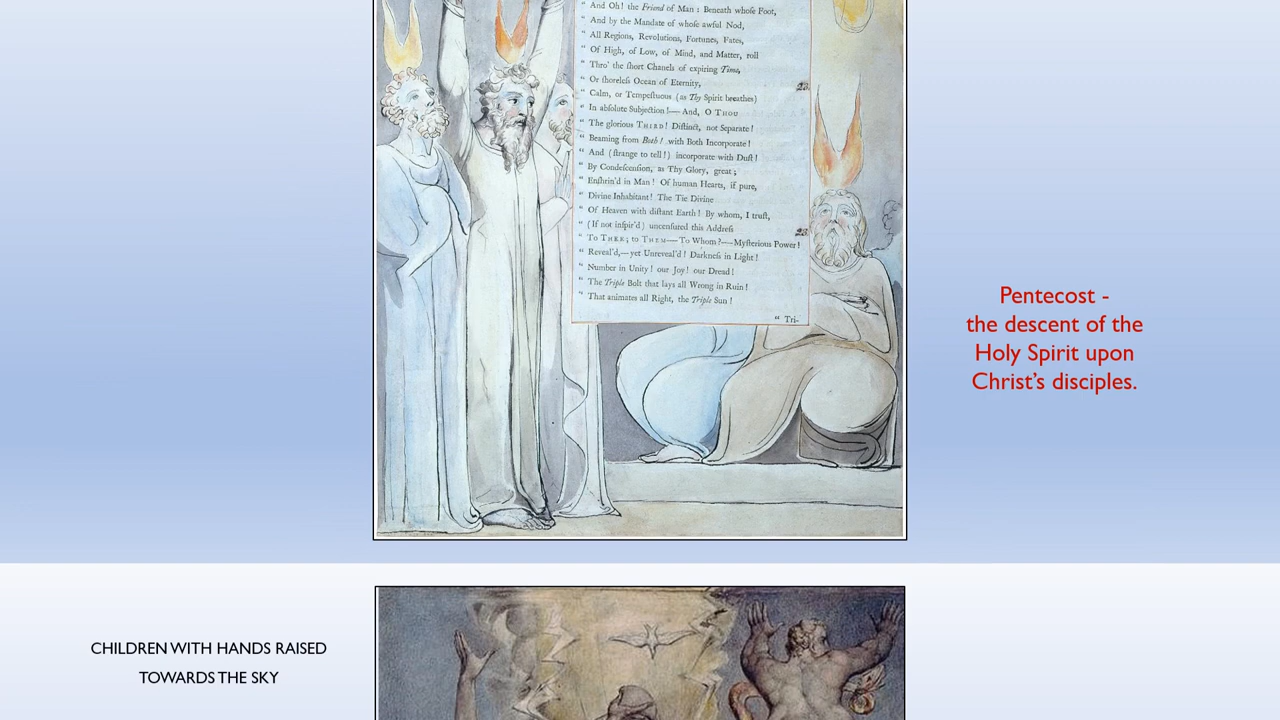 “ And Oh! the Friend of Man : Beneath whoſe Foot,
“ And by the Mandate of whoſe awful Nod,
“ All Regions, Revolutions, Fortunes, Fates,
“ Of High, of Low, of Mind, and Matter, roll
“ Thro' the ſhort Chanels of expiring Time,
“ Or ſhoreleſs Ocean of Eternity,
“ Calm, or Tempeſtuous (as Thy Spirit breathes)
“ In abſolute Subjection!—And, O THOU
“ The glorious THIRD! Diſtinct, not Separate!
“ Beaming from Both! with Both Incorporate!
“ And (ſtrange to tell!) incorporate with Duſt!
“ By Condeſcenſion, as Thy Glory, great;
“ Enſhrin'd in Man! Of human Hearts, if pure,
“ Divine Inhabitant! The Tie Divine
“ Of Heaven with diſtant Earth! By whom, I truſt,
“ (If not inſpir'd) uncenſured this Addreſs
“ To THEE; to THEM—To Whom?—Myſterious Power!
“ Reveal'd,—yet Unreveal'd! Darkneſs in Light!
“ Number in Unity! our Joy! our Dread!
“ The Triple Bolt that lays all Wrong in Ruin!
“ That animates all Right, the Triple Sun!
“ Tri-
Pentecost -
the descent of the
Holy Spirit upon
Christ’s disciples.
CHILDREN WITH HANDS RAISED
TOWARDS THE SKY